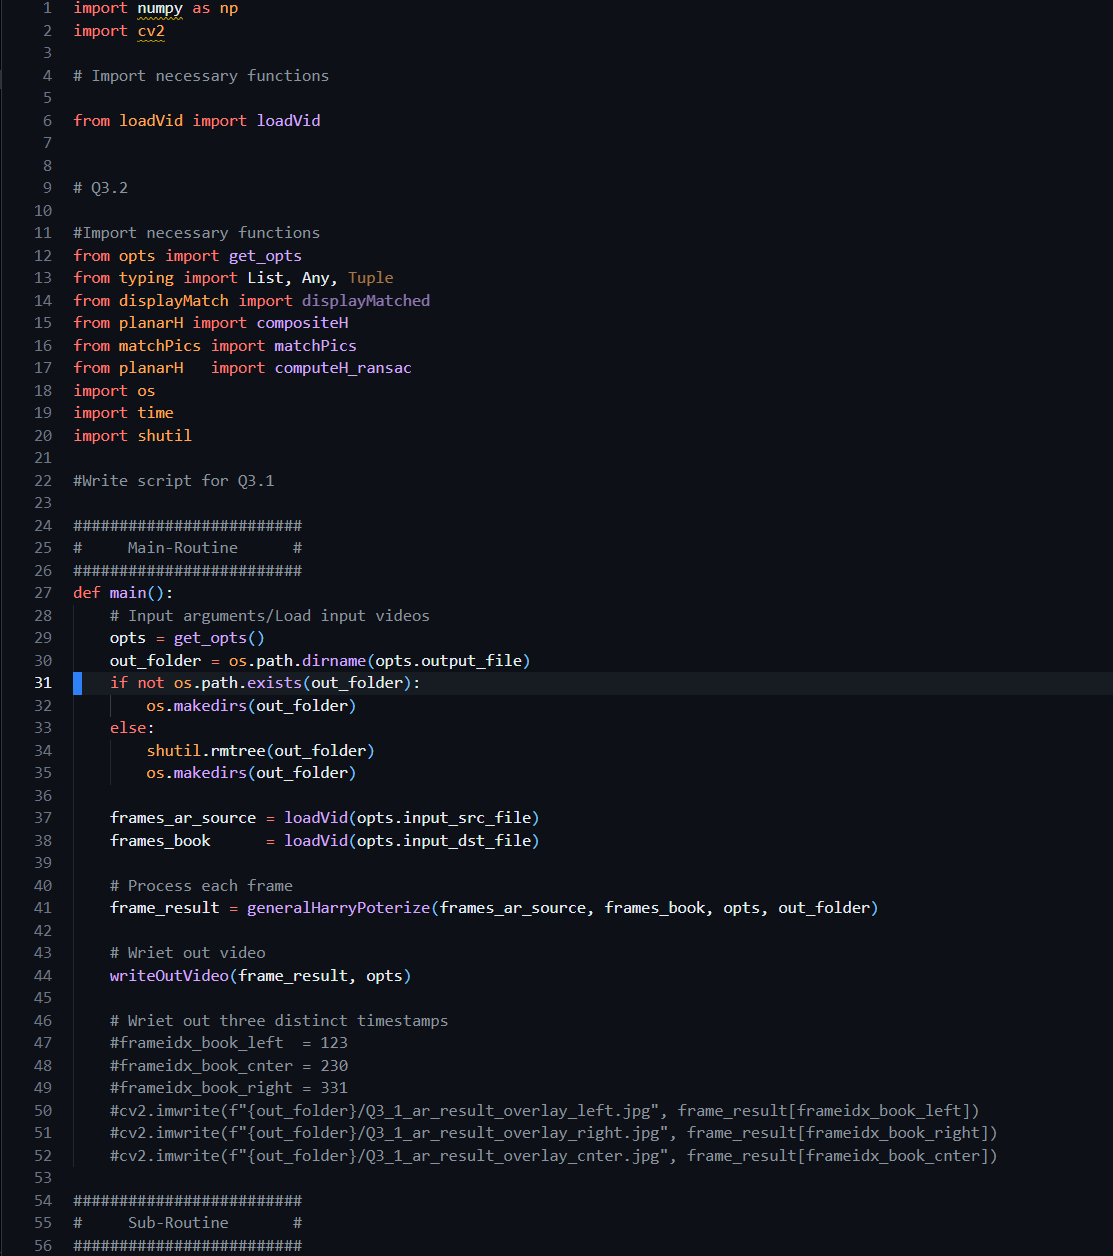 1 import numpy as np
2 import cv2
3
4 # Import necessary functions
5
6 from loadVid import loadVid
7
8
9 # Q3.2
10
11 #Import necessary functions
12 from opts import get_opts
13 from typing import List, Any, Tuple
14 from displayMatch import displayMatched
15 from planarH import compositeH
16 from matchPics import matchPics
17 from planarH   import computeH_ransac
18 import os
19 import time
20 import shutil
21
22 #Write script for Q3.1
23
24 #########################
25 #     Main-Routine      #
26 #########################
27 def main():
28     # Input arguments/Load input videos
29     opts = get_opts()
30     out_folder = os.path.dirname(opts.output_file)
31     if not os.path.exists(out_folder):
32         os.makedirs(out_folder)
33     else:
34         shutil.rmtree(out_folder)
35         os.makedirs(out_folder)
36
37     frames_ar_source = loadVid(opts.input_src_file)
38     frames_book      = loadVid(opts.input_dst_file)
39
40     # Process each frame
41     frame_result = generalHarryPoterize(frames_ar_source, frames_book, opts, out_folder)
42
43     # Wriet out video
44     writeOutVideo(frame_result, opts)
45
46     # Wriet out three distinct timestamps
47     #frameidx_book_left  = 123
48     #frameidx_book_cnter = 230
49     #frameidx_book_right = 331
50     #cv2.imwrite(f"{out_folder}/Q3_1_ar_result_overlay_left.jpg", frame_result[frameidx_book_left])
51     #cv2.imwrite(f"{out_folder}/Q3_1_ar_result_overlay_right.jpg", frame_result[frameidx_book_right])
52     #cv2.imwrite(f"{out_folder}/Q3_1_ar_result_overlay_cnter.jpg", frame_result[frameidx_book_cnter])
53
54 #########################
55 #     Sub-Routine       #
56 #########################